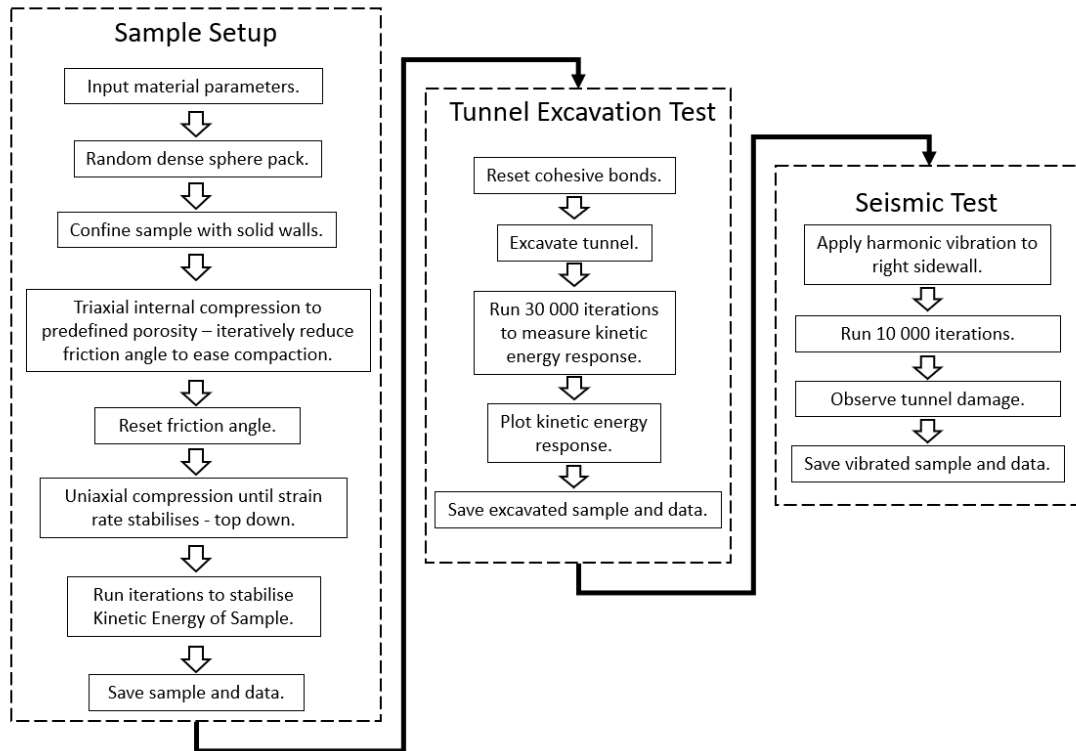 Sample Setup
Input material parameters.
Random dense sphere pack.
Confine sample with solid walls.
Triaxial internal compression to
predefined porosity – iteratively reduce
friction angle to ease compaction.
Reset friction angle.
Uniaxial compression until strain
rate stabilises - top down.
Run iterations to stabilise
Kinetic Energy of Sample.
Save sample and data.
Tunnel Excavation Test
Reset cohesive bonds.
Excavate tunnel.
Run 30 000 iterations
to measure kinetic
energy response.
Plot kinetic energy
response.
Save excavated sample and data.
Seismic Test
Apply harmonic vibration to
right sidewall.
Run 10 000 iterations.
Observe tunnel damage.
Save vibrated sample and data.